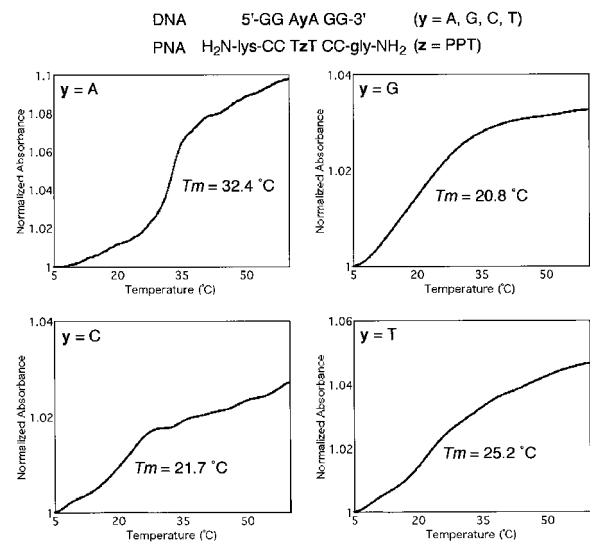 DNA 5'-GG AyA GG-3' (y = A, G, C, T)
PNA H₂N-lys-CC TzT CC-gly-NH₂ (z = PPT)
y = A
Normalized Absorbance
1.1
1.08
1.06
1.04
1.02
1
Tm = 32.4 ˚C
5 20 35 50
Temperature (˚C)
y = G
Normalized Absorbance
1.04
1.02
1
Tm = 20.8 ˚C
5 20 35 50
Temperature (˚C)
y = C
Normalized Absorbance
1.04
1.02
1
Tm = 21.7 ˚C
5 20 35 50
Temperature (˚C)
y = T
Normalized Absorbance
1.06
1.04
1.02
1
Tm = 25.2 ˚C
5 20 35 50
Temperature (˚C)